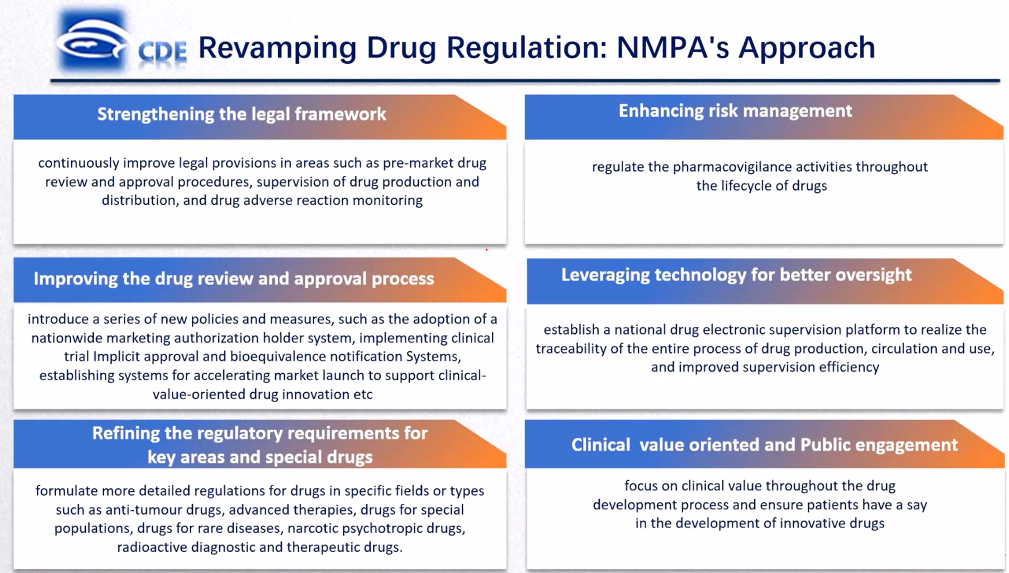 CDE
Revamping Drug Regulation: NMPA's Approach
Strengthening the legal framework
continuously improve legal provisions in areas such as pre-market drug
review and approval procedures, supervision of drug production and
distribution, and drug adverse reaction monitoring
Enhancing risk management
regulate the pharmacovigilance activities throughout
the lifecycle of drugs
Improving the drug review and approval process
introduce a series of new policies and measures, such as the adoption of a
nationwide marketing authorization holder system, implementing clinical
trial Implicit approval and bioequivalence notification Systems,
establishing systems for accelerating market launch to support clinical-
value-oriented drug innovation etc
Leveraging technology for better oversight
establish a national drug electronic supervision platform to realize the
traceability of the entire process of drug production, circulation and use,
and improved supervision efficiency
Refining the regulatory requirements for
key areas and special drugs
formulate more detailed regulations for drugs in specific fields or types
such as anti-tumour drugs, advanced therapies, drugs for special
populations, drugs for rare diseases, narcotic psychotropic drugs,
radioactive diagnostic and therapeutic drugs.
Clinical value oriented and Public engagement
focus on clinical value throughout the drug
development process and ensure patients have a say
in the development of innovative drugs